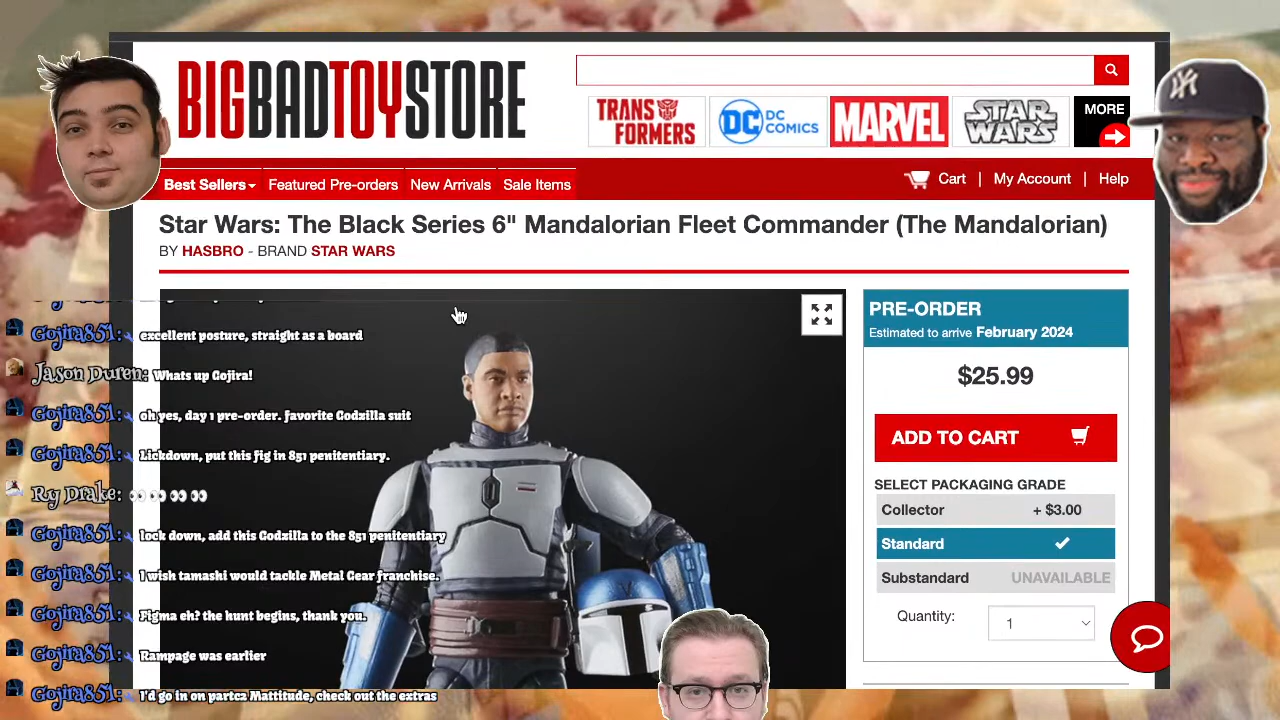 BIGBADTOYSTORE
TRANSFORMERS
DC DC COMICS
MARVEL
STAR WARS
MORE
Best Sellers
Featured Pre-orders
New Arrivals
Sale Items
Cart | My Account | Help
Star Wars: The Black Series 6" Mandalorian Fleet Commander (The Mandalorian)
BY HASBRO - BRAND STAR WARS
PRE-ORDER
Estimated to arrive February 2024
$25.99
ADD TO CART
SELECT PACKAGING GRADE
Collector + $3.00
Standard
Substandard UNAVAILABLE
Quantity: 1
Gojira851: excellent posture, straight as a board
Jason Duren: Whats up Gojira!
Gojira851: oh yes, day 1 pre-order. favorite Godzilla suit
Gojira851: Lickdown, put this fig in 851 penitentiary.
Ry Drake: 👀 👀 👀 👀
Gojira851: lock down, add this Godzilla to the 851 penitentiary
Gojira851: I wish tamashi would tackle Metal Gear franchise.
Gojira851: Figma eh? the hunt begins, thank you.
Gojira851: Rampage was earlier
Gojira851: I'd go in on partca Mattitude, check out the extras